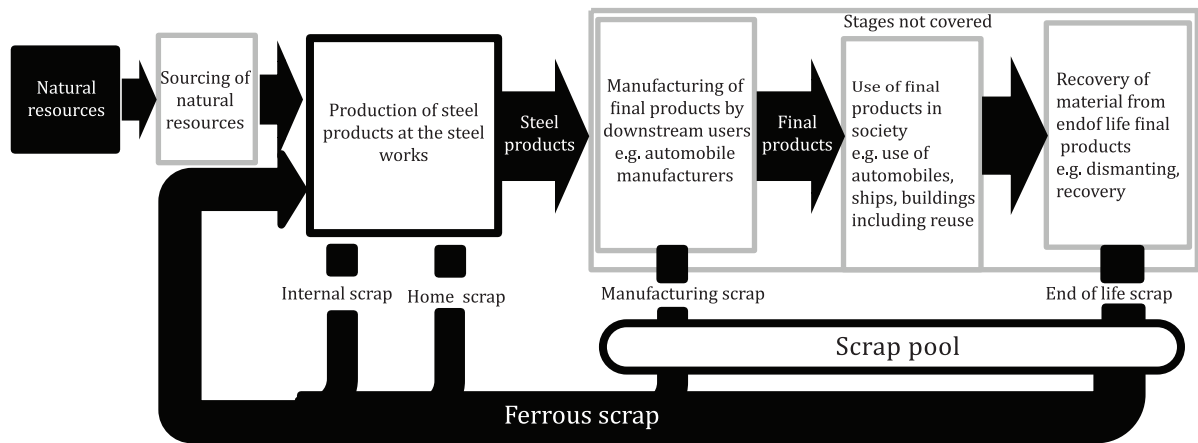 Stages not covered
Natural
resources
Sourcing of
natural
resources
Production of steel
products at the steel
works
Steel
products
Manufacturing of
final products by
downstream users
e.g. automobile
manufacturers
Final
products
Use of final
products in
society
e.g. use of
automobiles,
ships, buildings
including reuse
Recovery of
material from
endof life final
products
e.g. dismanting,
recovery
Internal scrap
Home scrap
Manufacturing scrap
End of life scrap
Scrap pool
Ferrous scrap